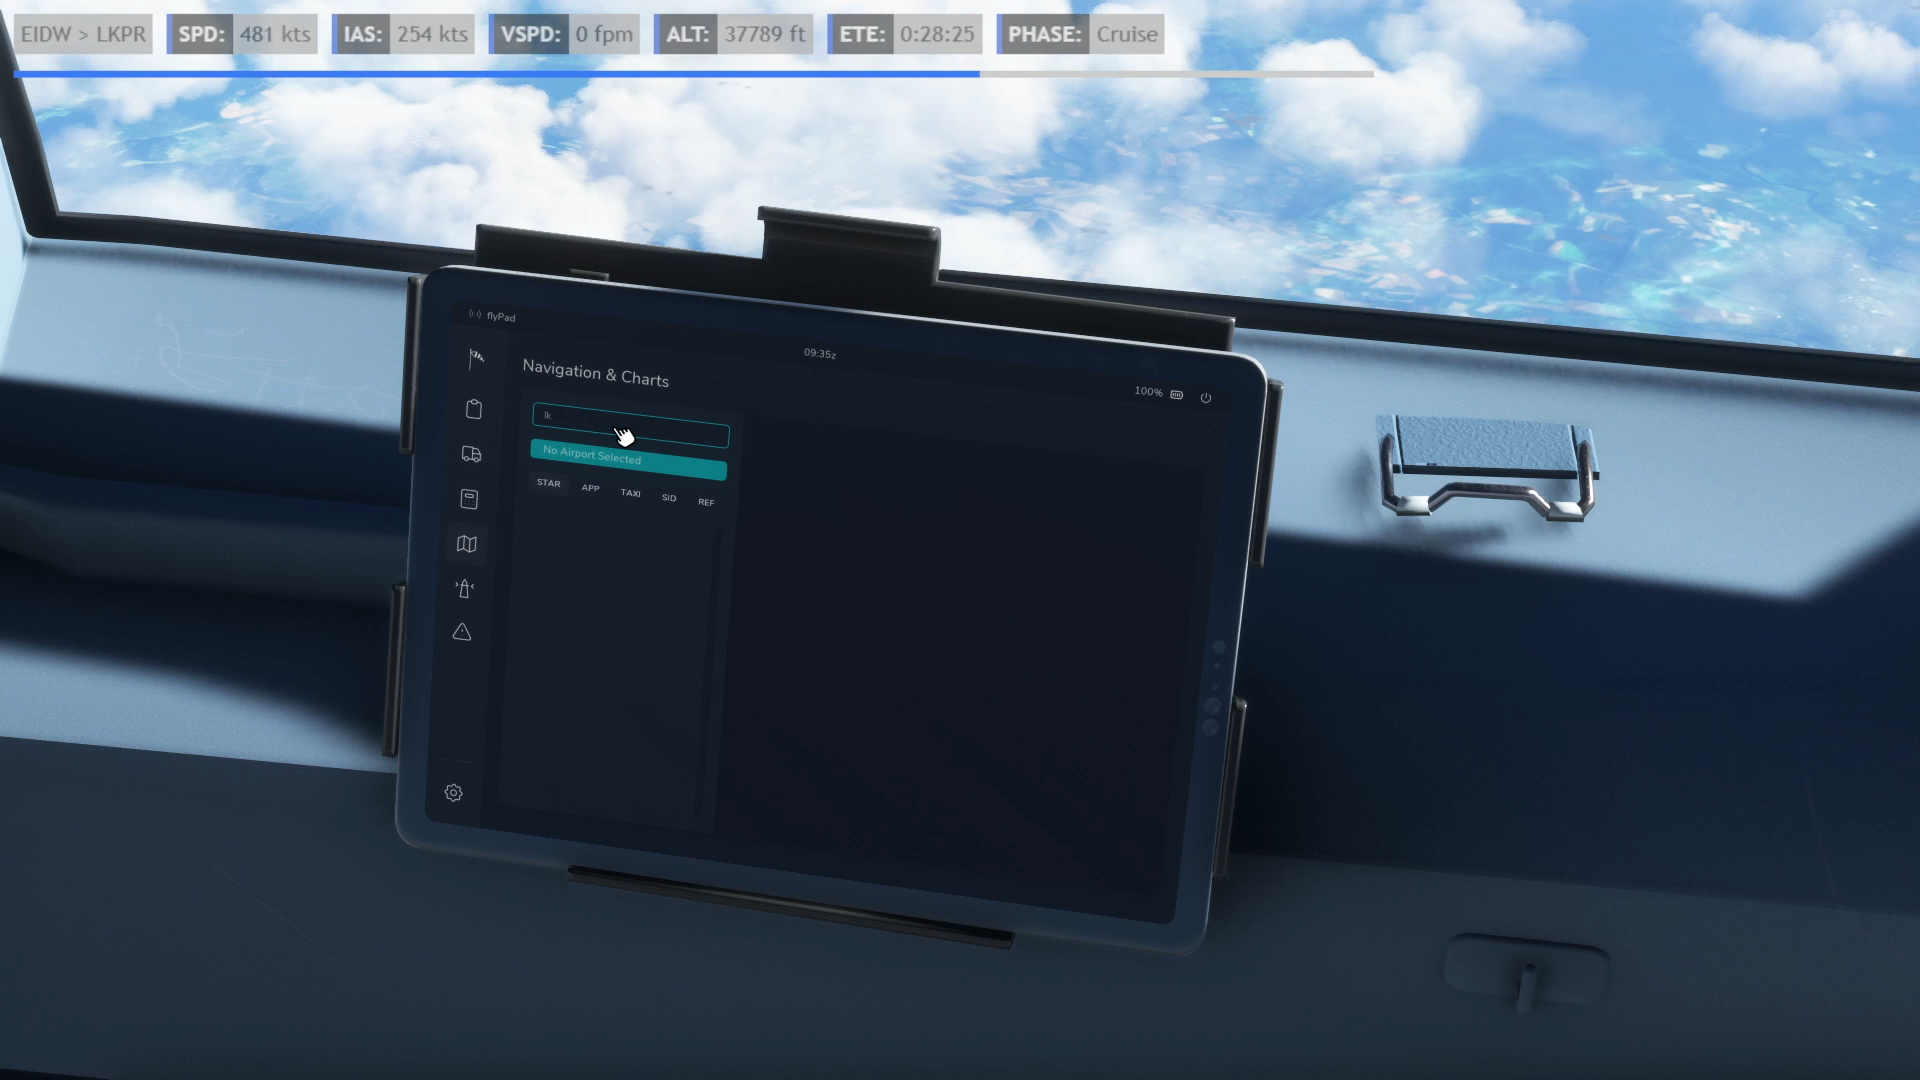 EIDW > LKPR SPD: 481 kts IAS: 254 kts VSPD: 0 fpm ALT: 37789 ft ETE: 0:28:25 PHASE: Cruise
flyPad
09:35z
100%
Navigation & Charts
lk
No Airport Selected
STAR APP TAXI SID REF